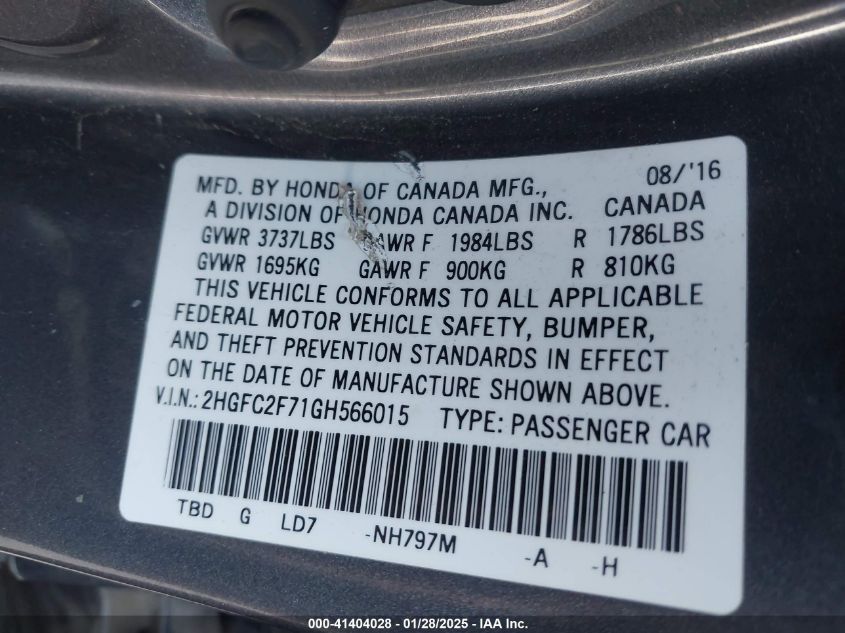 08/'16
MFD. BY HONDA OF CANADA MFG.,
A DIVISION OF HONDA CANADA INC. CANADA
GVWR 3737LBS GAWR F 1984LBS R 1786LBS
GVWR 1695KG GAWR F 900KG R 810KG
THIS VEHICLE CONFORMS TO ALL APPLICABLE
FEDERAL MOTOR VEHICLE SAFETY, BUMPER,
AND THEFT PREVENTION STANDARDS IN EFFECT
ON THE DATE OF MANUFACTURE SHOWN ABOVE.
V.I.N.: 2HGFC2F71GH566015 TYPE: PASSENGER CAR
TBD G LD7 -NH797M -A -H
000-41404028 - 01/28/2025 - IAA Inc.